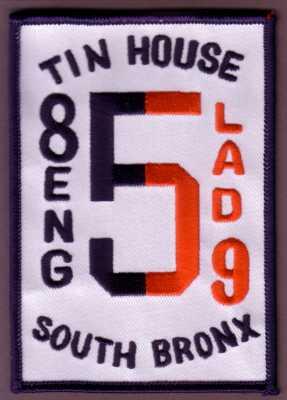 TIN HOUSE
8 5 LAD
ENG 9
SOUTH BRONX